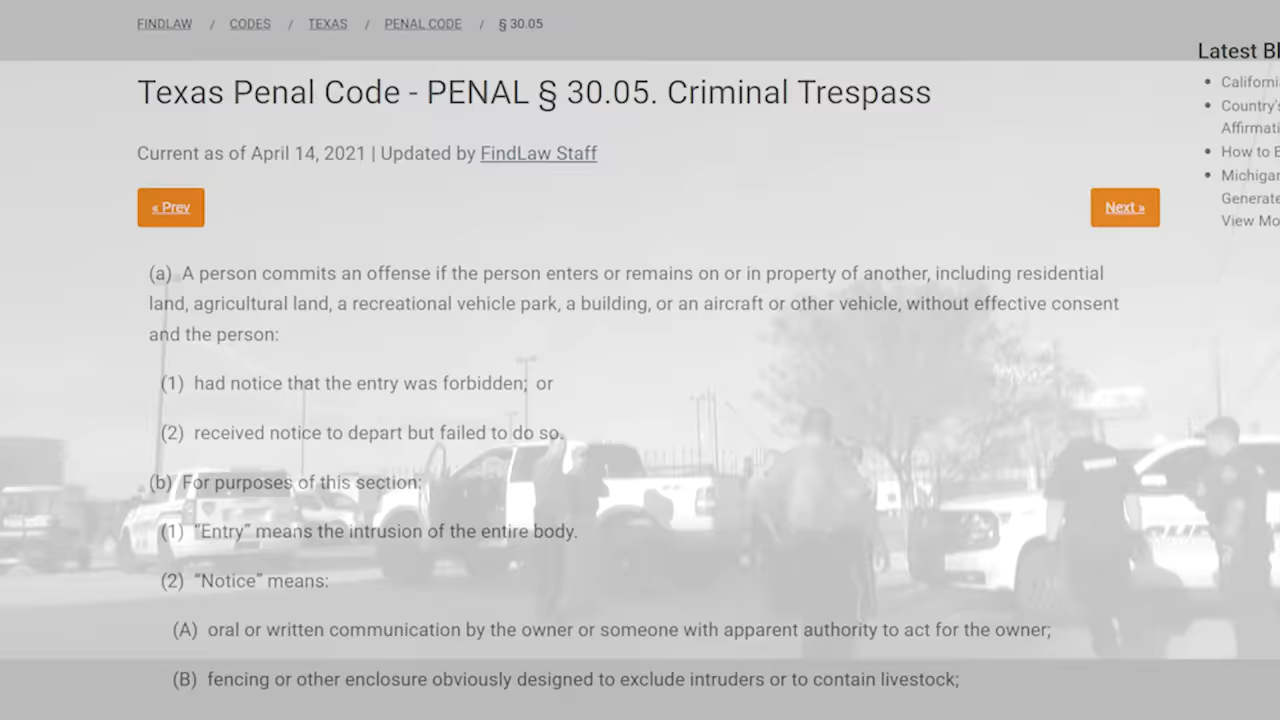 FINDLAW / CODES / TEXAS / PENAL CODE / § 30.05
Latest Bl
Texas Penal Code - PENAL § 30.05. Criminal Trespass
Californi
Country's
Affirmati
How to E
Current as of April 14, 2021 | Updated by FindLaw Staff
Michigan
Generate
View Mo
« Prev
Next »
(a) A person commits an offense if the person enters or remains on or in property of another, including residential
land, agricultural land, a recreational vehicle park, a building, or an aircraft or other vehicle, without effective consent
and the person:
(1) had notice that the entry was forbidden; or
(2) received notice to depart but failed to do so.
(b) For purposes of this section:
(1) “Entry” means the intrusion of the entire body.
(2) “Notice” means:
(A) oral or written communication by the owner or someone with apparent authority to act for the owner;
(B) fencing or other enclosure obviously designed to exclude intruders or to contain livestock;